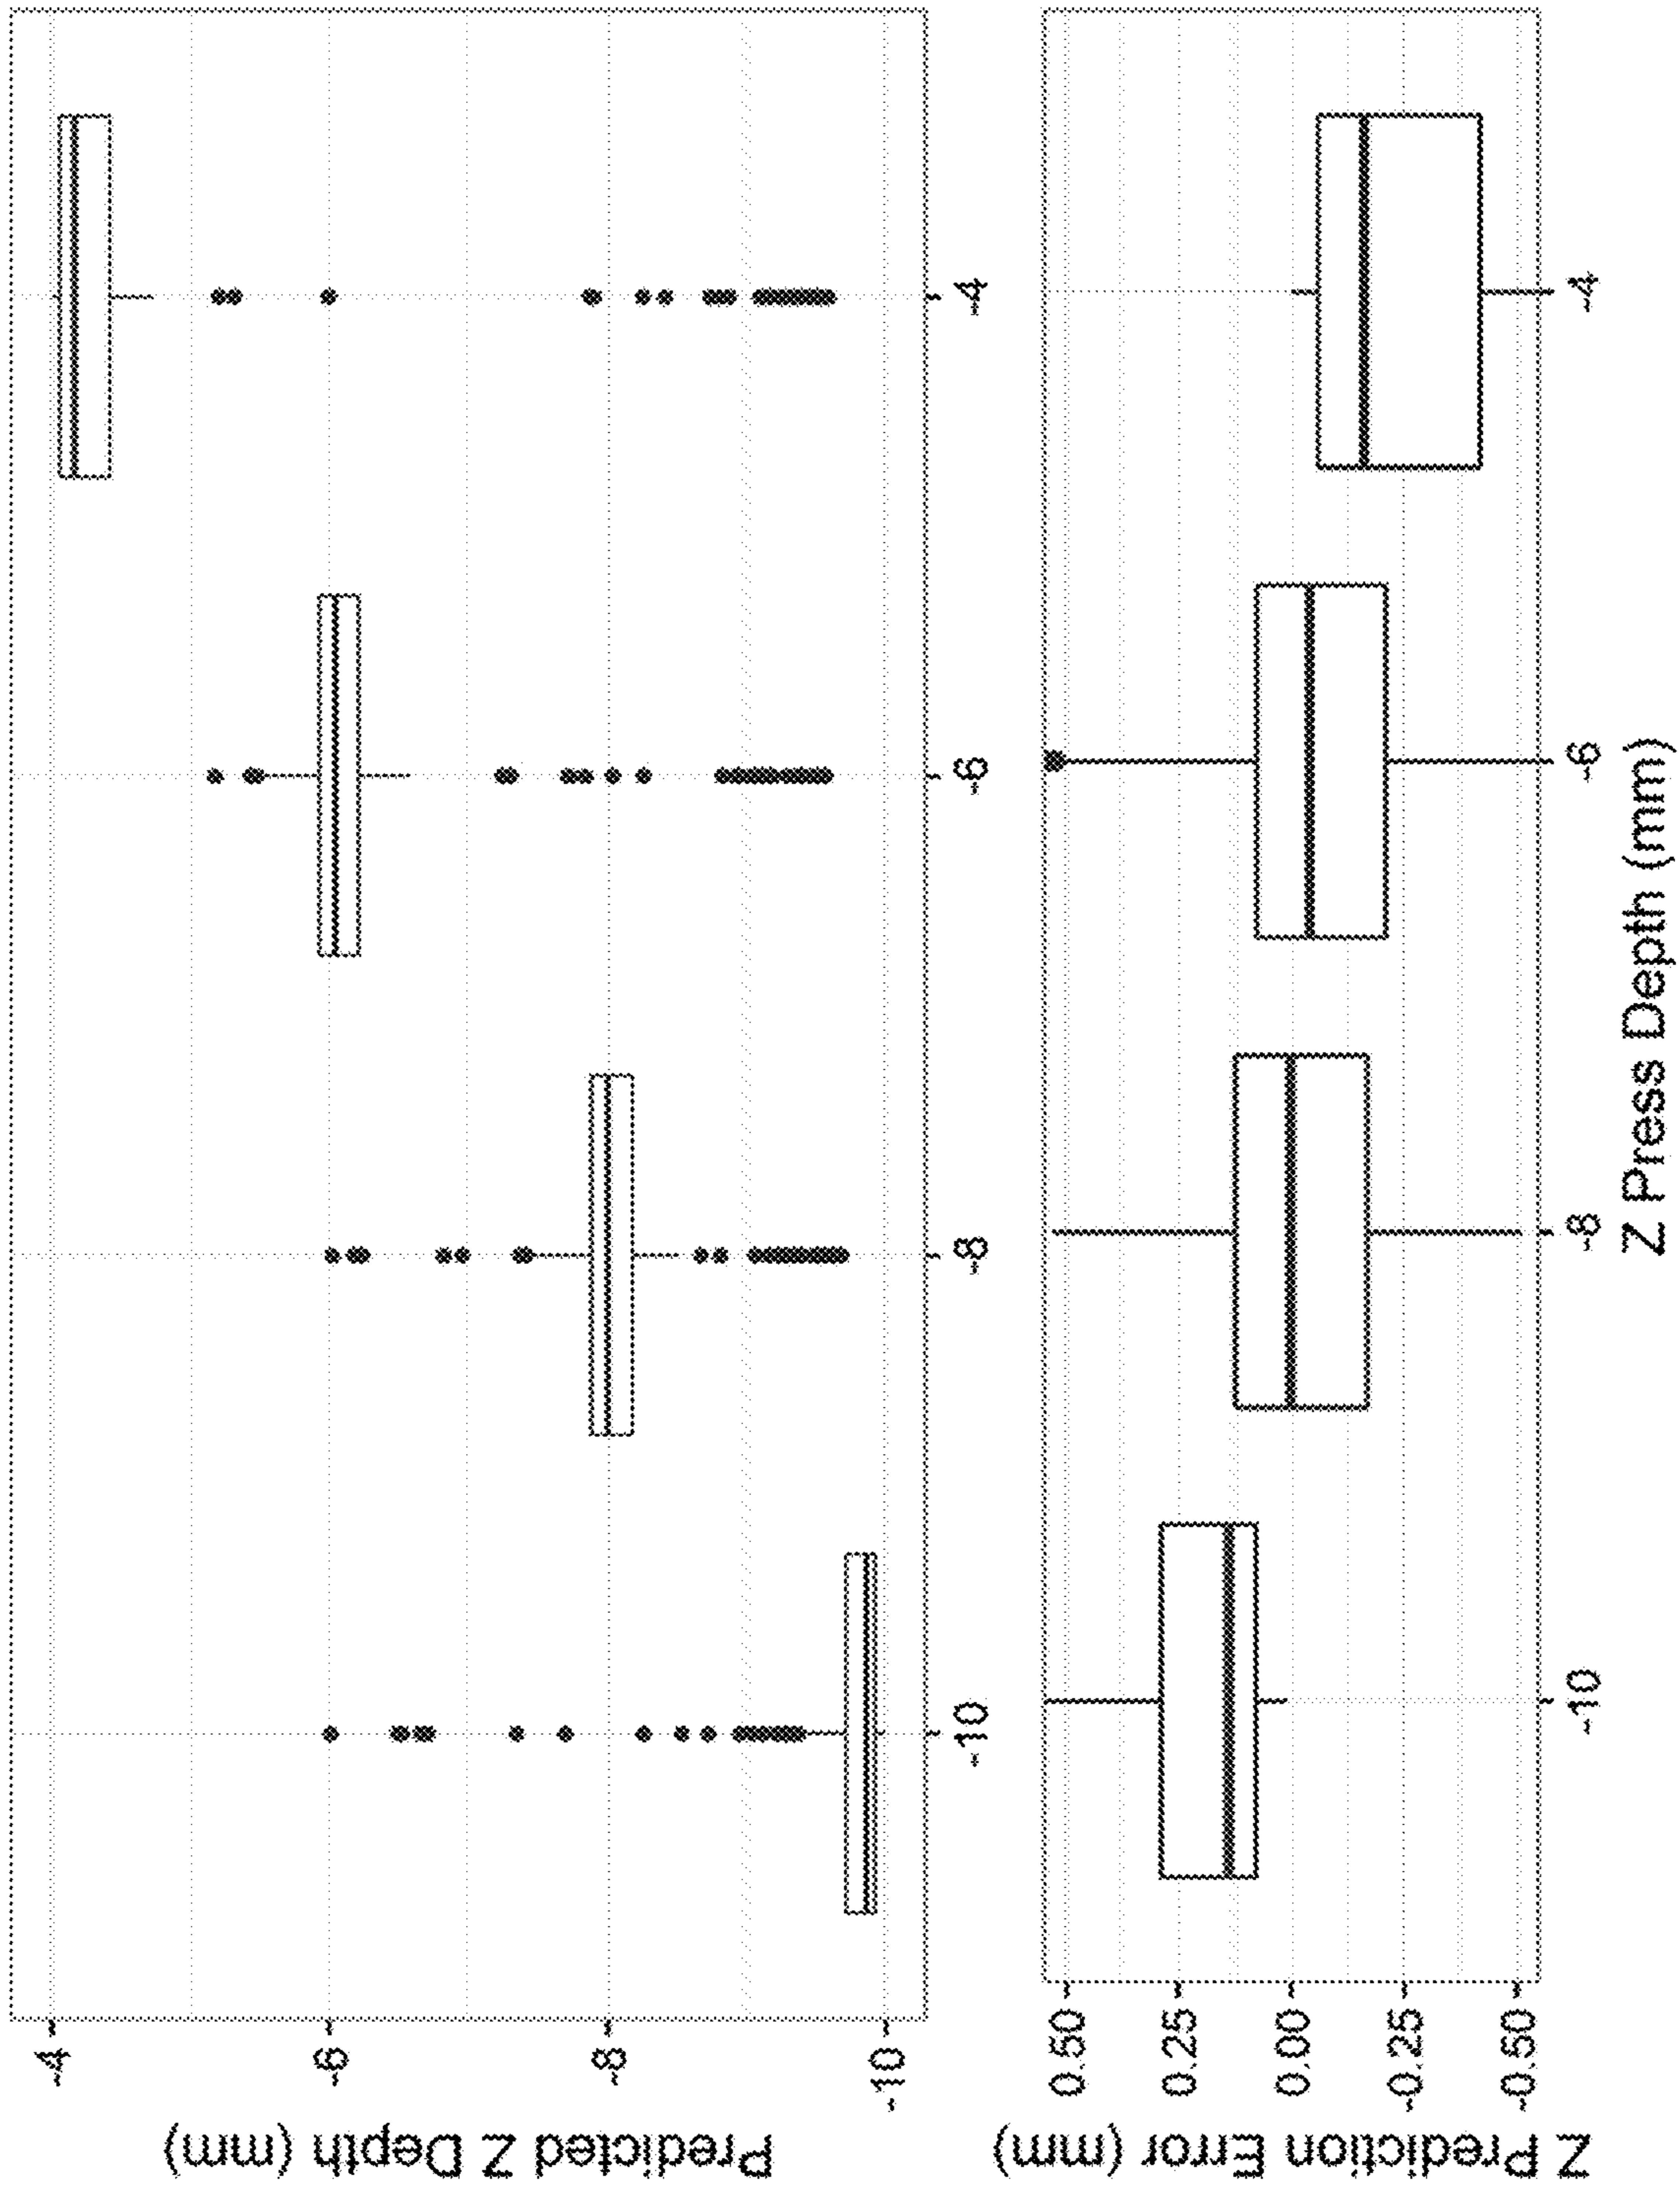 Predicted Z Depth (mm)
-4
-6
-8
-10
-10 -8 -6 -4
Z Prediction Error (mm)
0.50
0.25
0.00
-0.25
-0.50
-10 -8 -6 -4
Z Press Depth (mm)